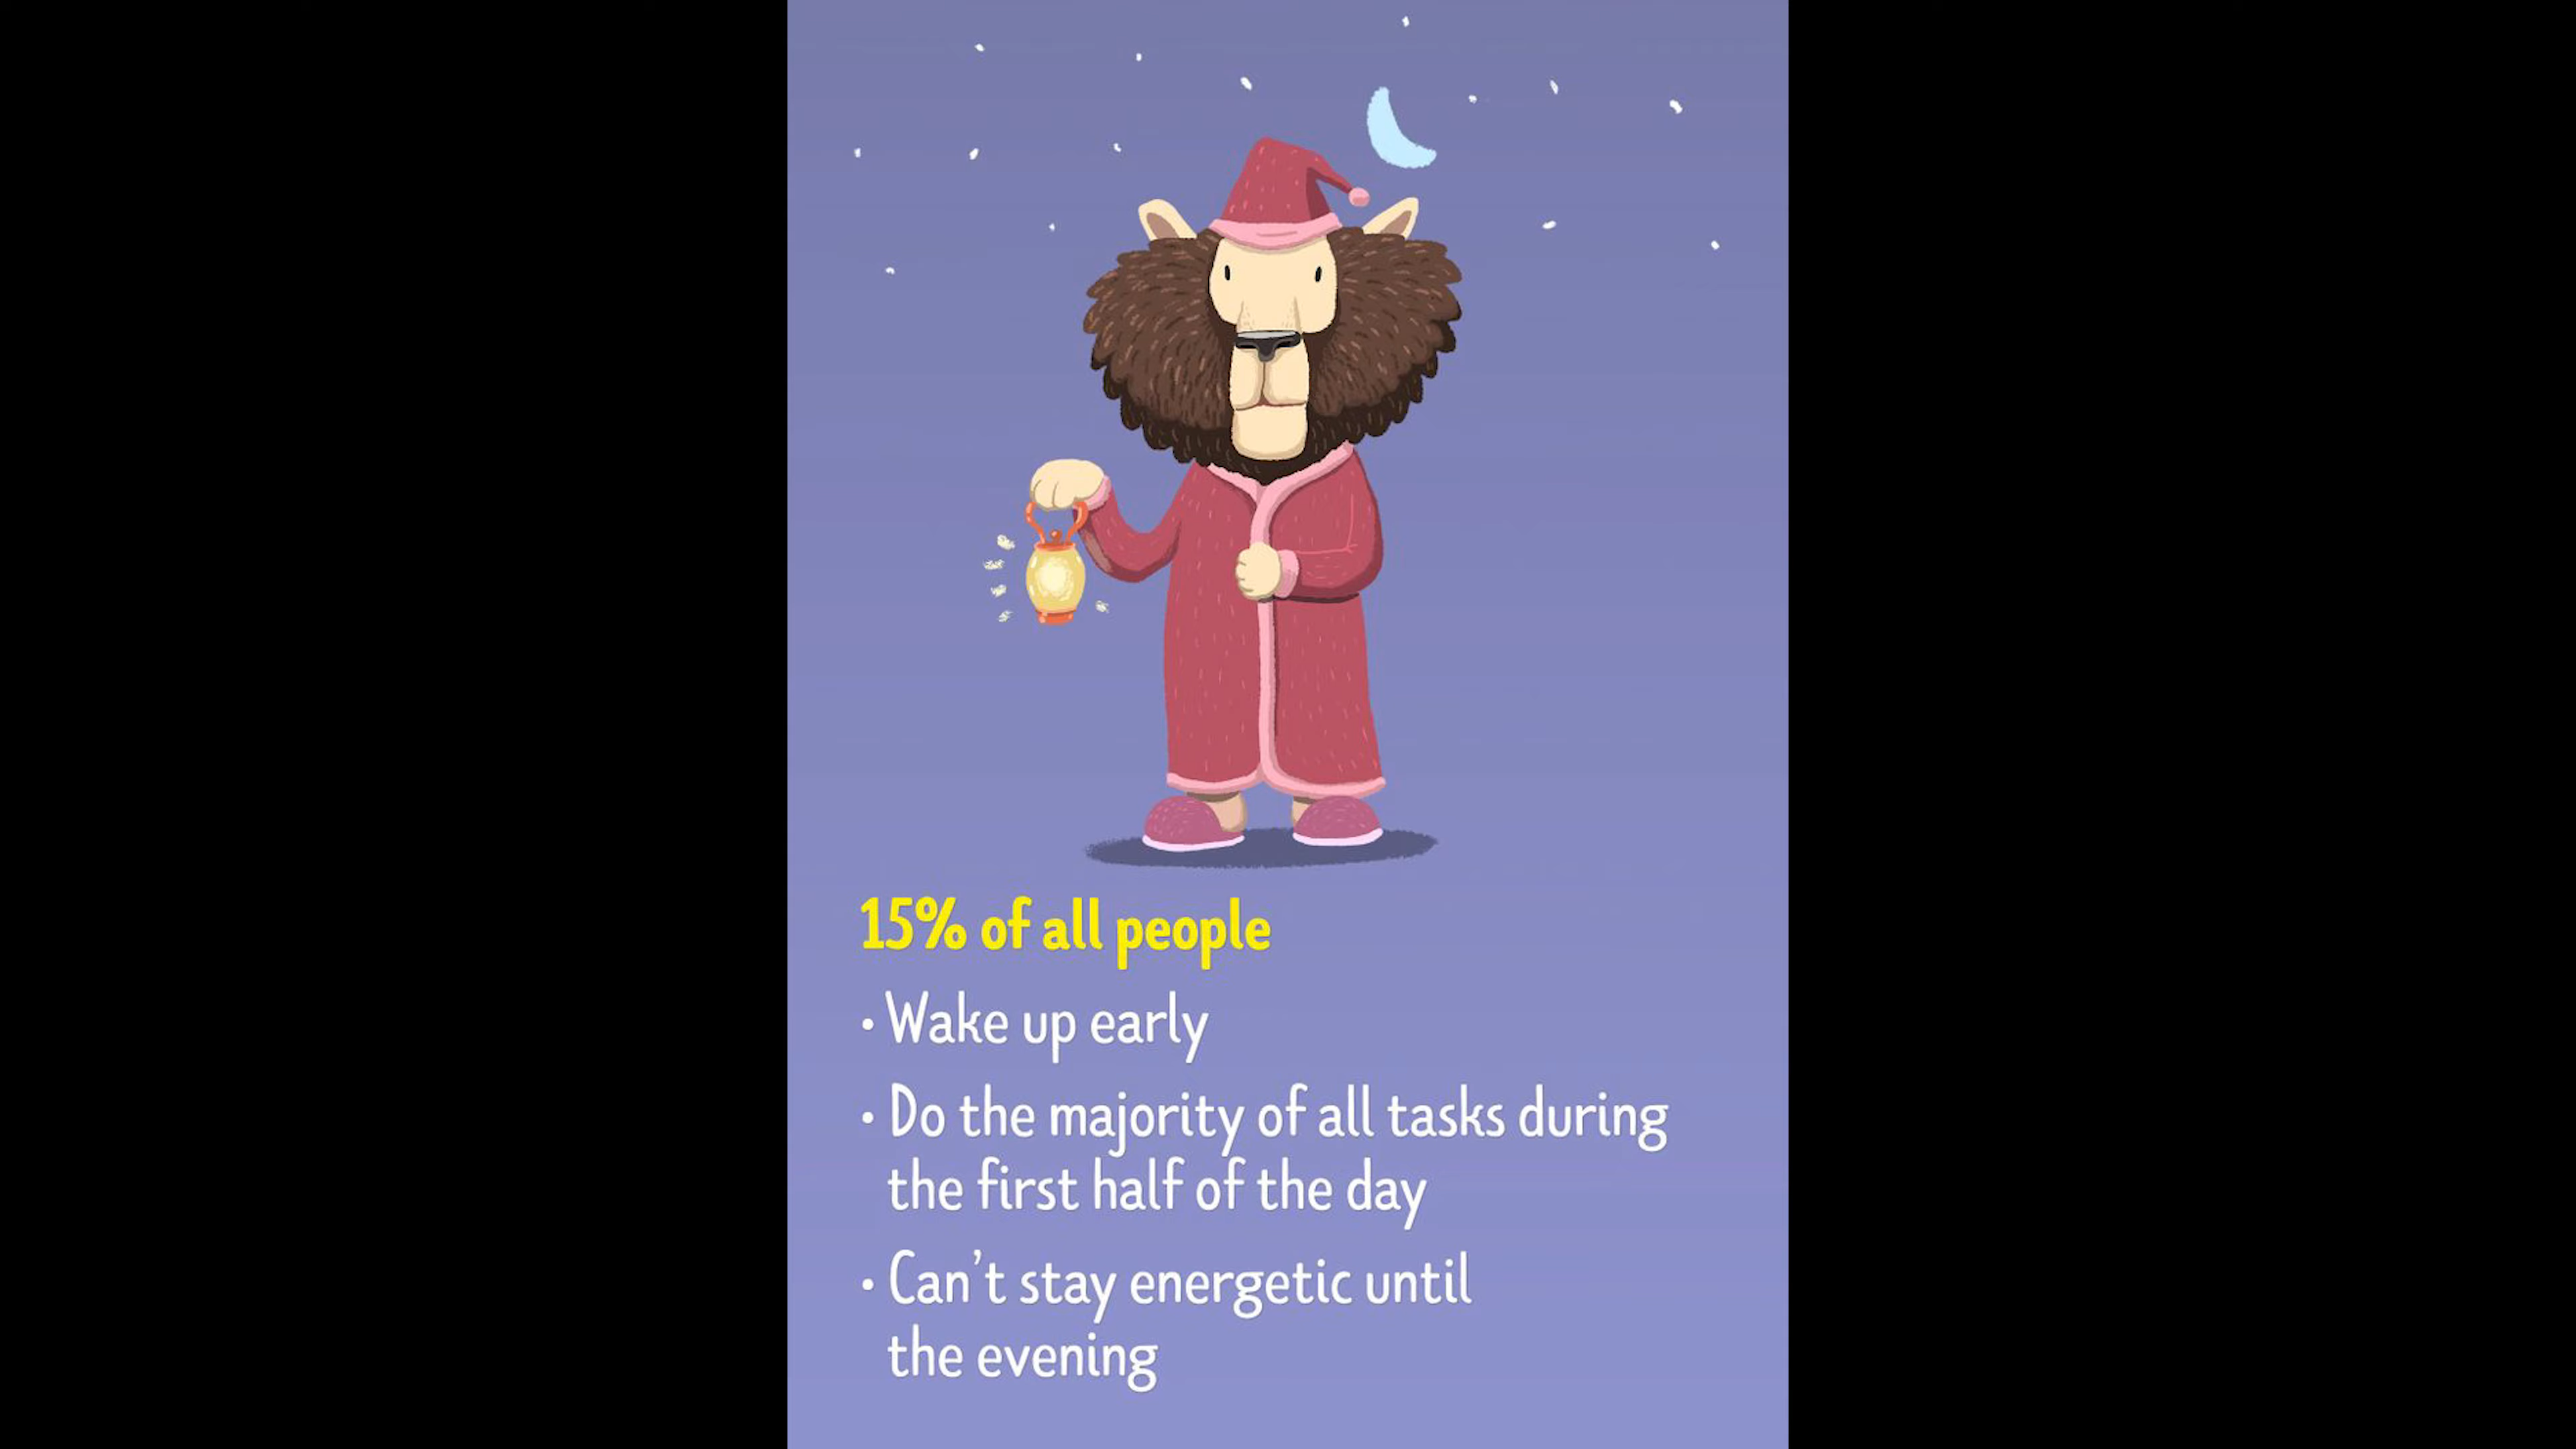 15% of all people
• Wake up early
• Do the majority of all tasks during
the first half of the day
• Can't stay energetic until
the evening